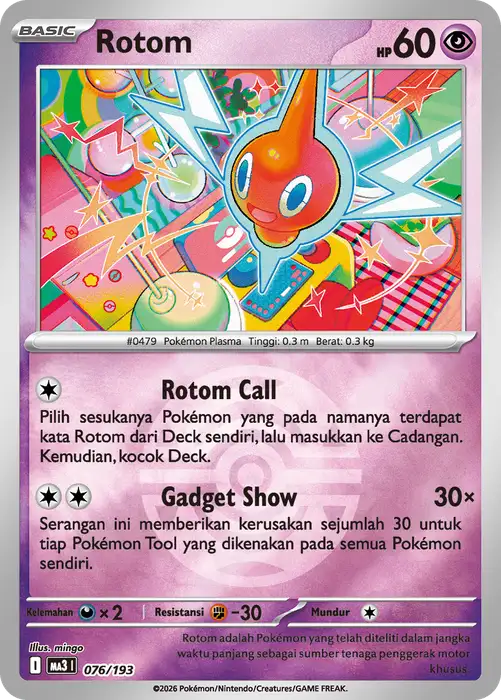 BASIC
Rotom
HP60
#0479 Pokémon Plasma Tinggi: 0.3 m Berat: 0.3 kg
Rotom Call
Pilih sesukanya Pokémon yang pada namanya terdapat
kata Rotom dari Deck sendiri, lalu masukkan ke Cadangan.
Kemudian, kocok Deck.
Gadget Show 30×
Serangan ini memberikan kerusakan sejumlah 30 untuk
tiap Pokémon Tool yang dikenakan pada semua Pokémon
sendiri.
Kelemahan ×2 Resistansi -30 Mundur
Illus. mingo
I MA3 I 076/193
Rotom adalah Pokémon yang telah diteliti dalam jangka
waktu panjang sebagai sumber tenaga penggerak motor
khusus.
©2026 Pokémon/Nintendo/Creatures/GAME FREAK.